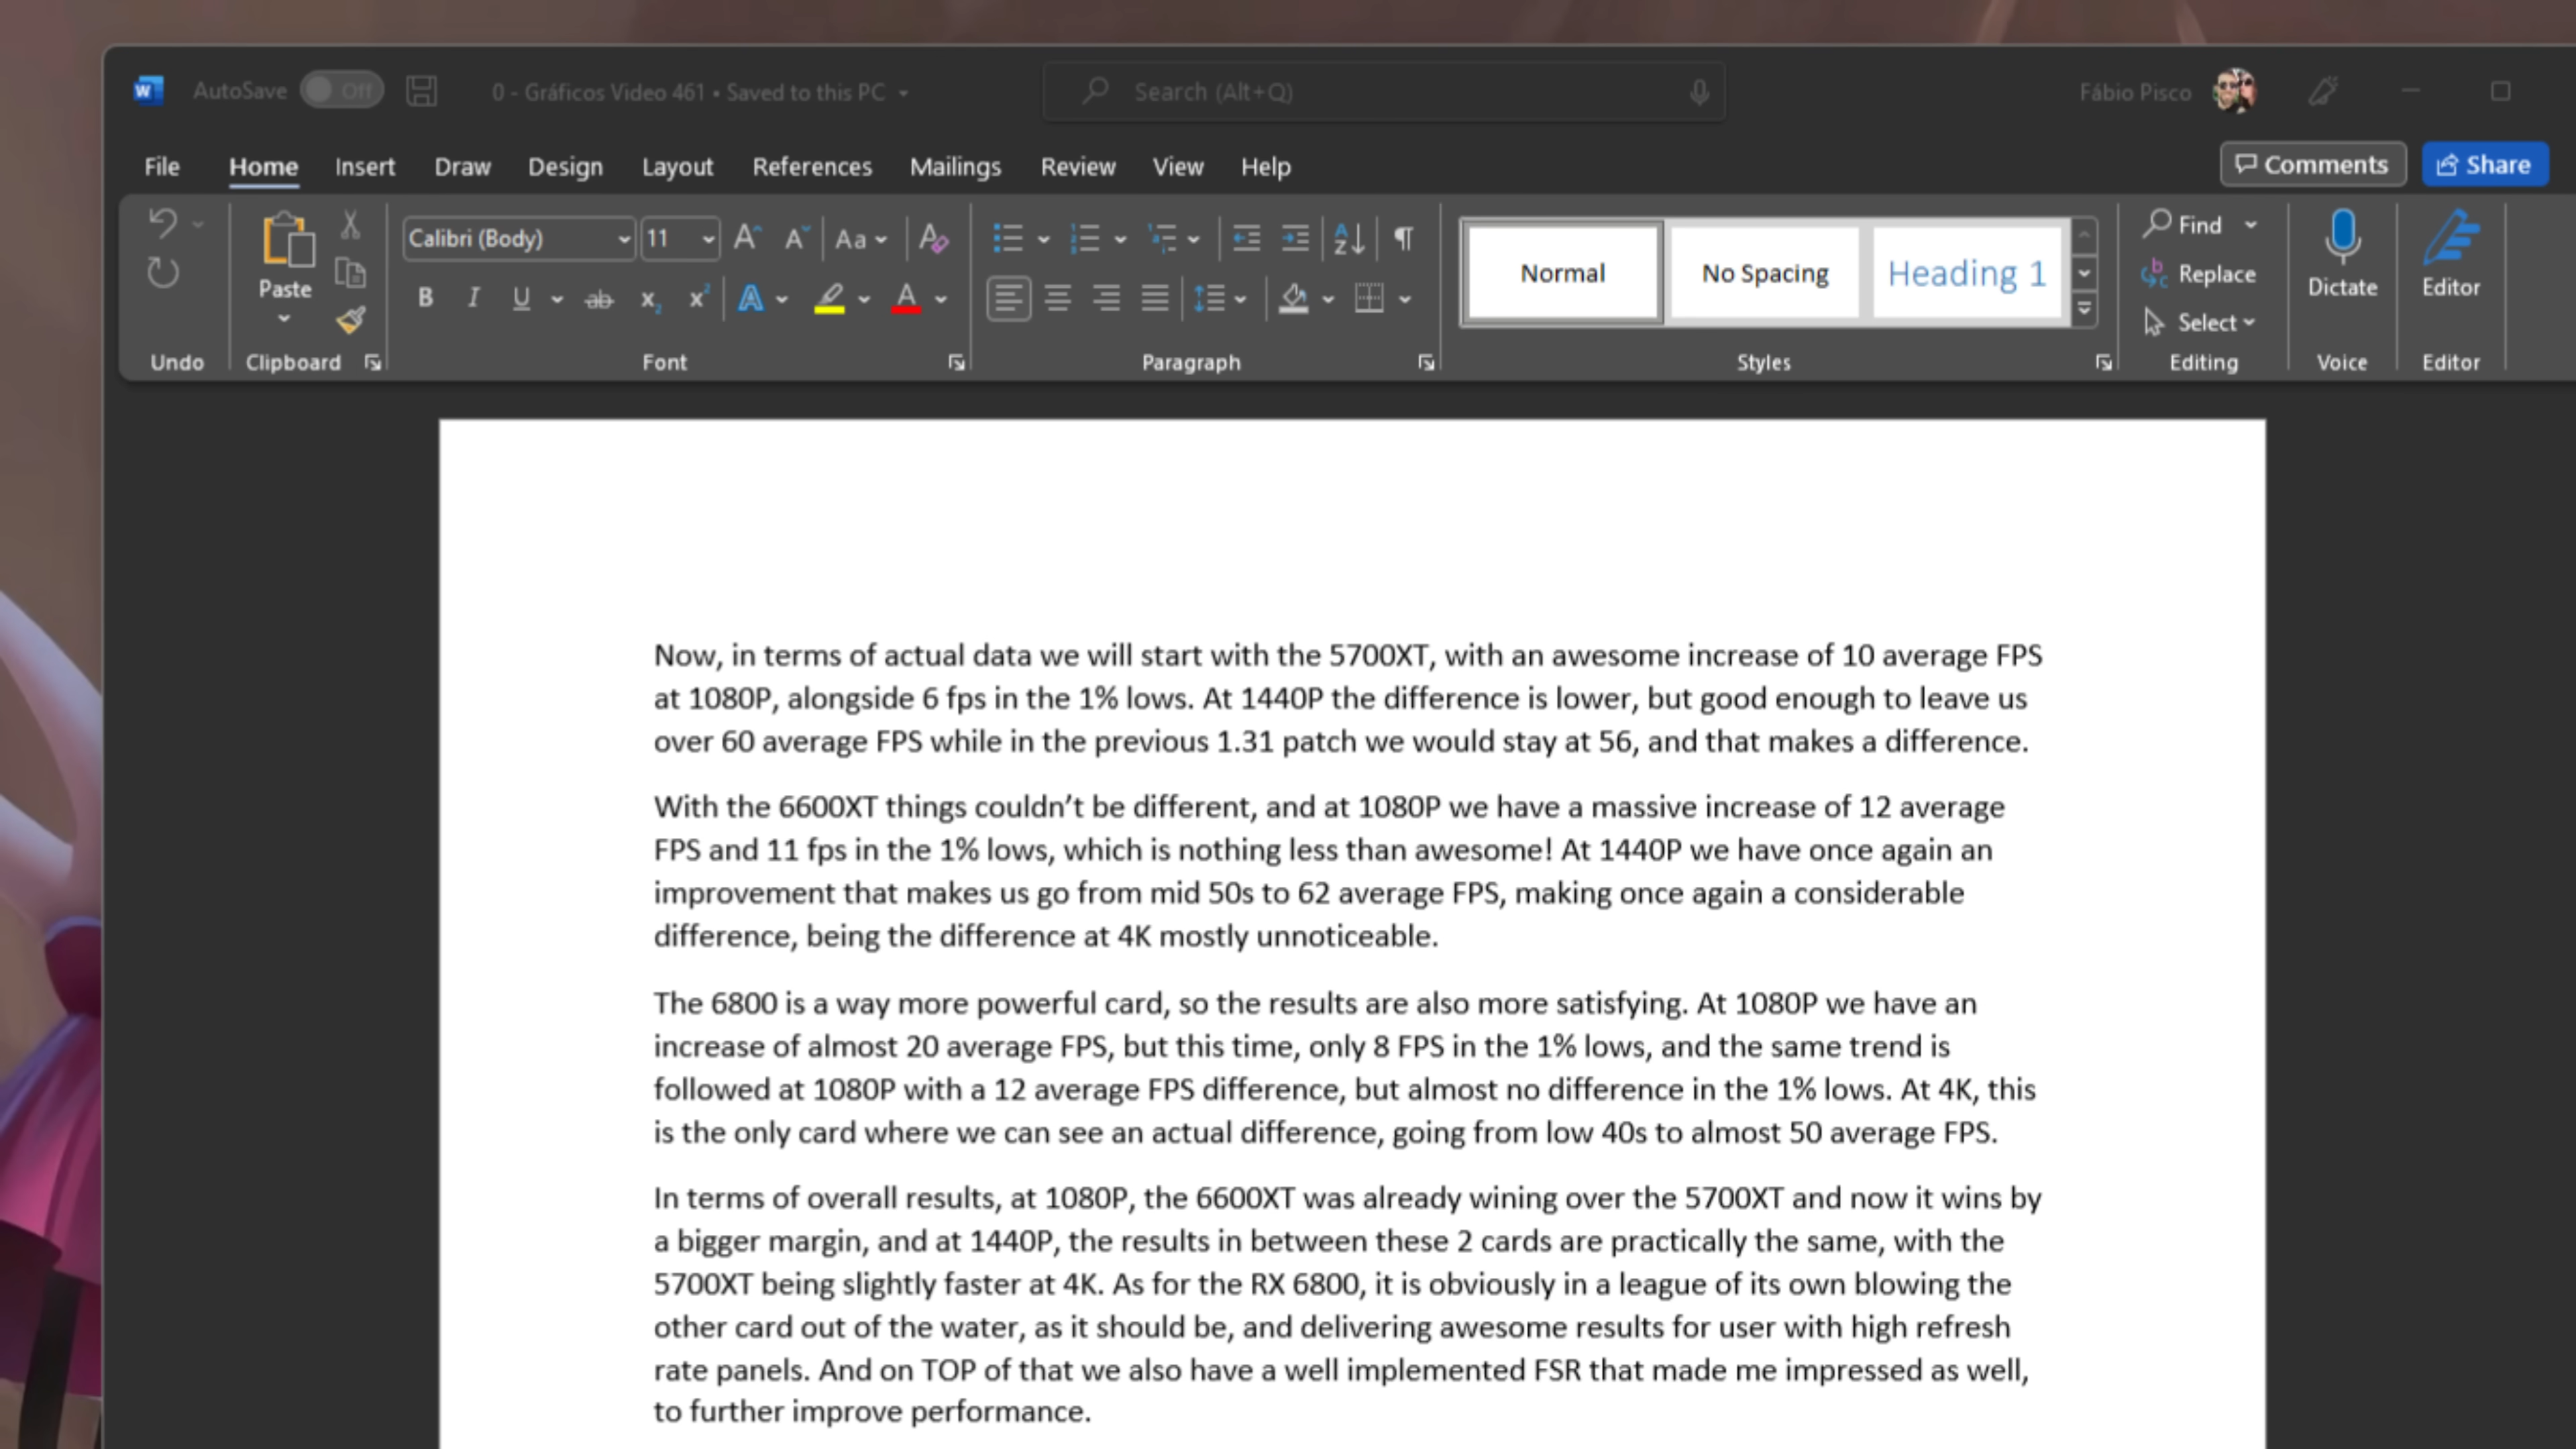 AutoSave Off 0 - Gráficos Video 461 • Saved to this PC Search (Alt+Q) Fábio Pisco
File Home Insert Draw Design Layout References Mailings Review View Help Comments Share
Paste
Calibri (Body) 11 Aa
Normal No Spacing Heading 1
Find
Replace
Select
Dictate Editor
Undo Clipboard Font Paragraph Styles Editing Voice Editor
Now, in terms of actual data we will start with the 5700XT, with an awesome increase of 10 average FPS
at 1080P, alongside 6 fps in the 1% lows. At 1440P the difference is lower, but good enough to leave us
over 60 average FPS while in the previous 1.31 patch we would stay at 56, and that makes a difference.
With the 6600XT things couldn’t be different, and at 1080P we have a massive increase of 12 average
FPS and 11 fps in the 1% lows, which is nothing less than awesome! At 1440P we have once again an
improvement that makes us go from mid 50s to 62 average FPS, making once again a considerable
difference, being the difference at 4K mostly unnoticeable.
The 6800 is a way more powerful card, so the results are also more satisfying. At 1080P we have an
increase of almost 20 average FPS, but this time, only 8 FPS in the 1% lows, and the same trend is
followed at 1080P with a 12 average FPS difference, but almost no difference in the 1% lows. At 4K, this
is the only card where we can see an actual difference, going from low 40s to almost 50 average FPS.
In terms of overall results, at 1080P, the 6600XT was already wining over the 5700XT and now it wins by
a bigger margin, and at 1440P, the results in between these 2 cards are practically the same, with the
5700XT being slightly faster at 4K. As for the RX 6800, it is obviously in a league of its own blowing the
other card out of the water, as it should be, and delivering awesome results for user with high refresh
rate panels. And on TOP of that we also have a well implemented FSR that made me impressed as well,
to further improve performance.